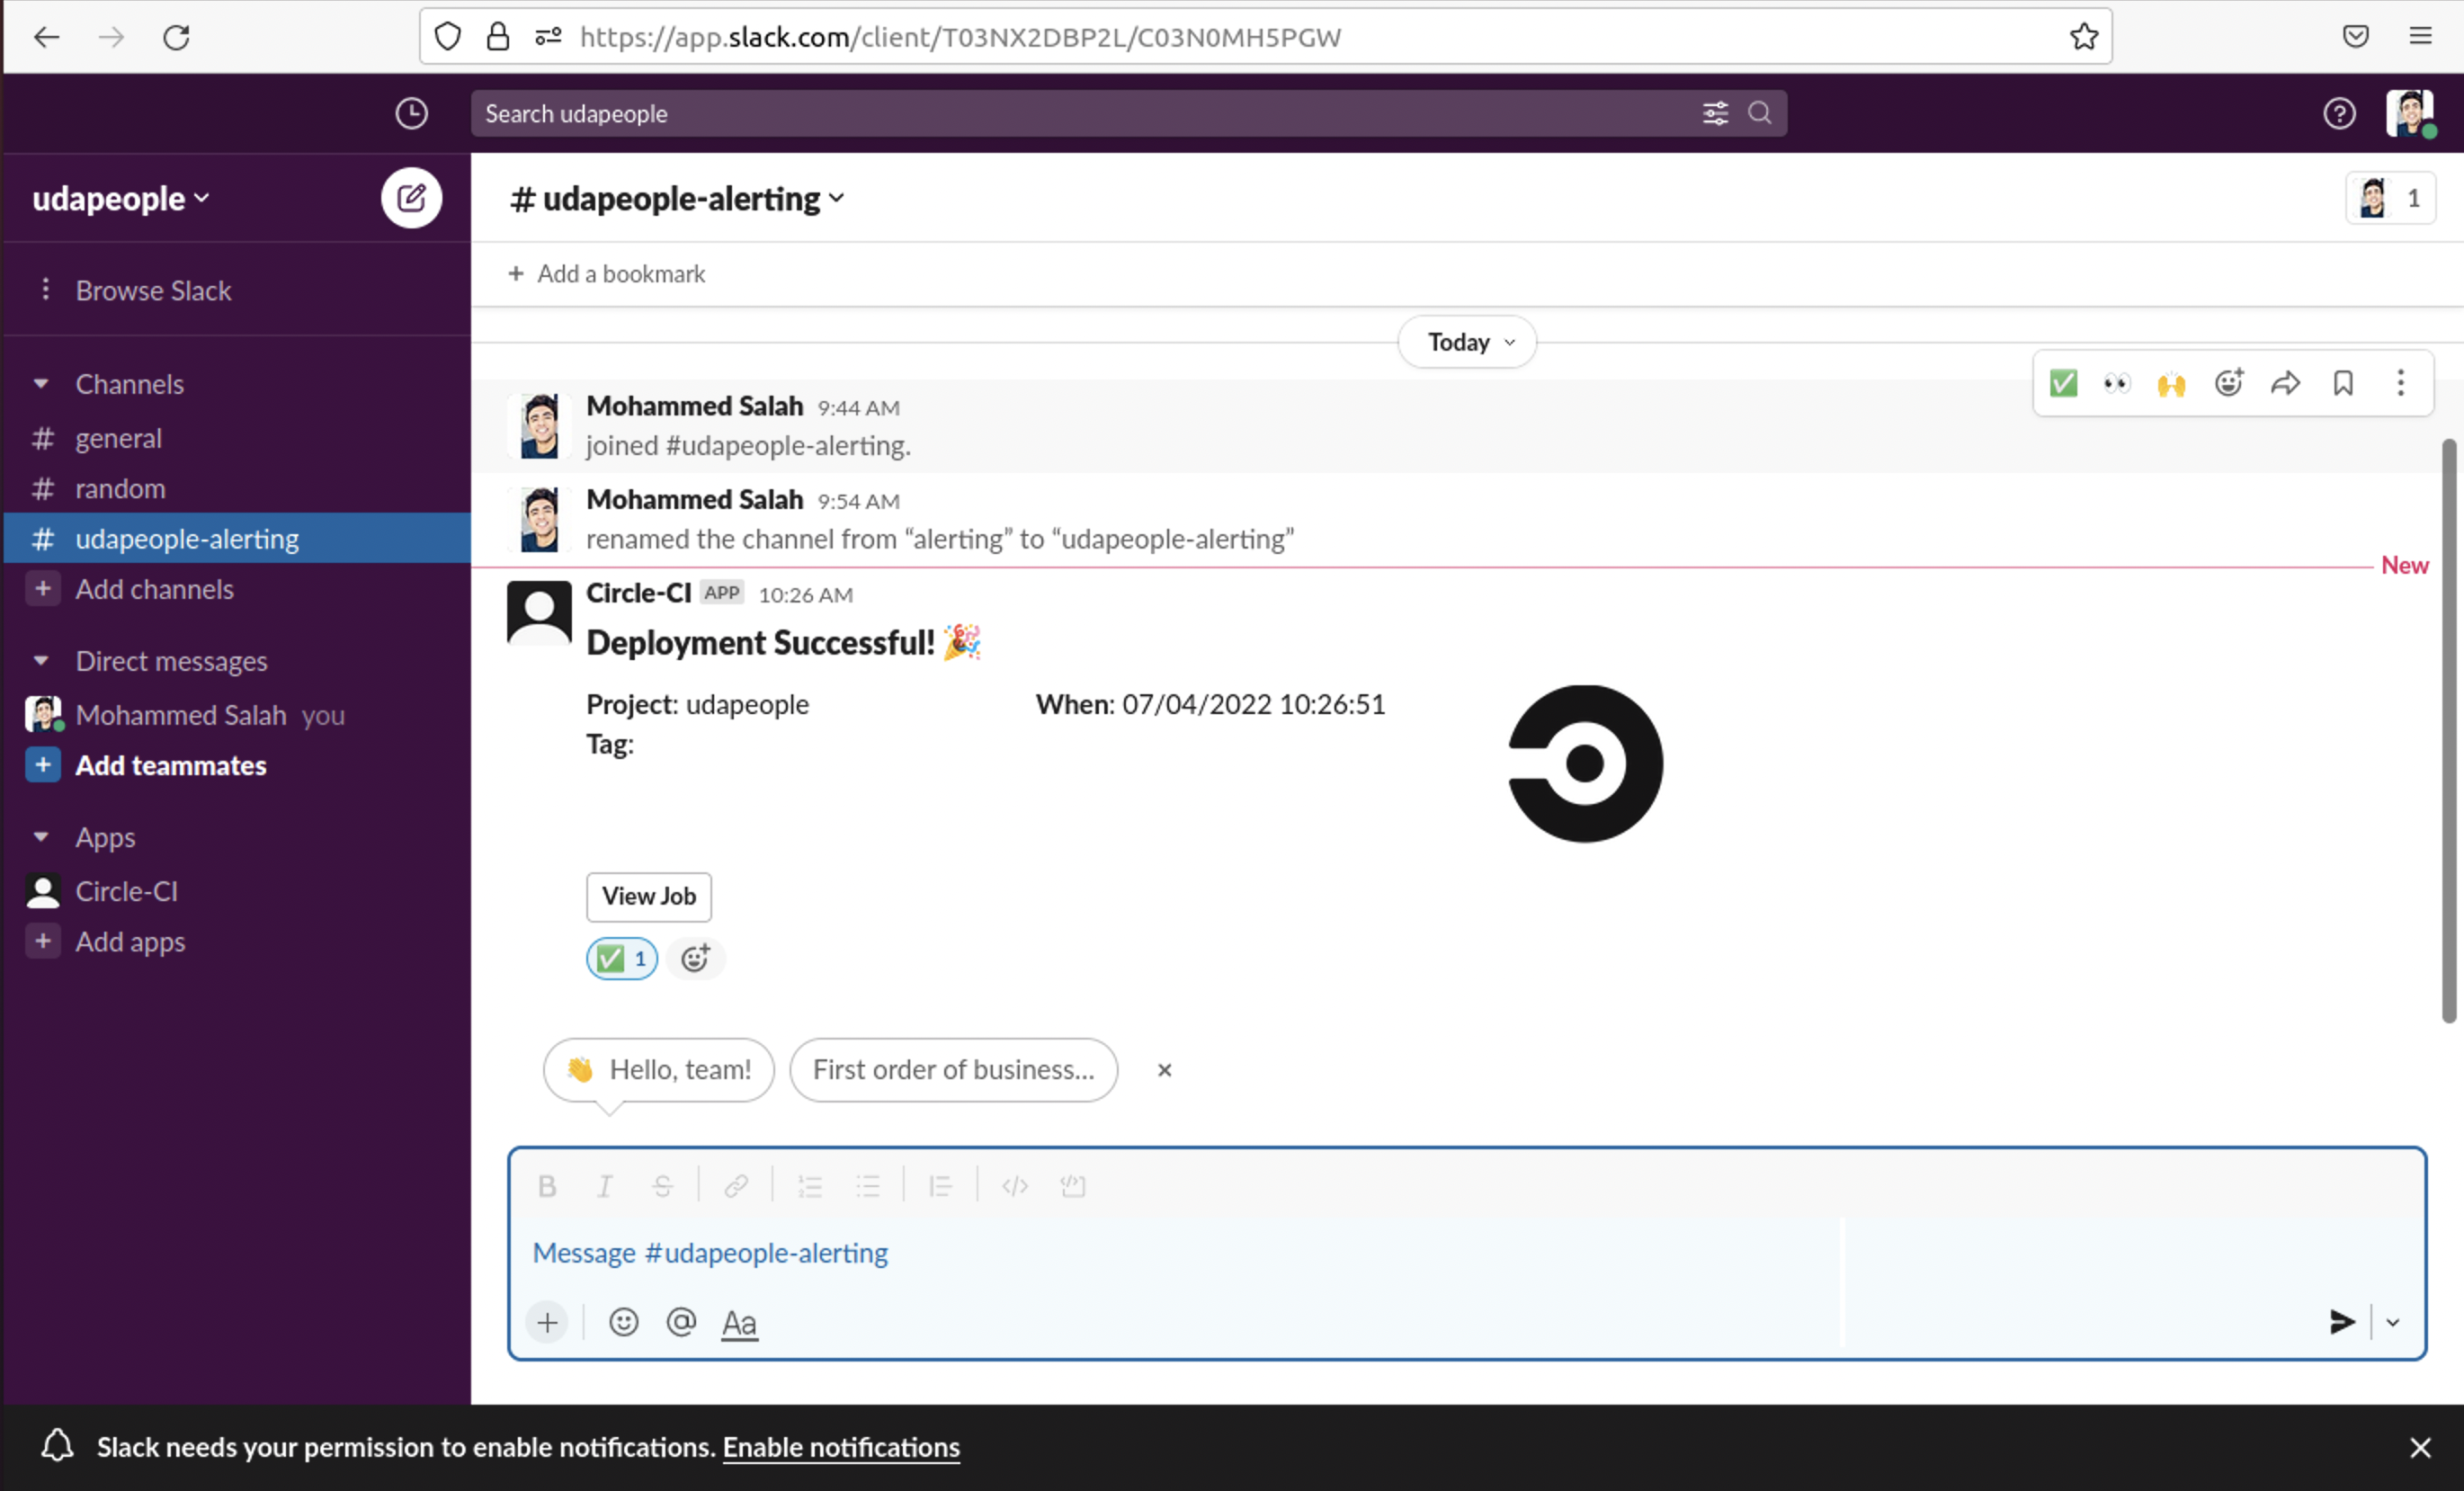 https://app.slack.com/client/T03NX2DBP2L/C03N0MH5PGW
Search udapeople
udapeople
# udapeople-alerting
1
Browse Slack
+ Add a bookmark
Today
Channels
# general
# random
# udapeople-alerting
+ Add channels
Direct messages
Mohammed Salah you
+ Add teammates
Apps
Circle-CI
+ Add apps
Mohammed Salah 9:44 AM
joined #udapeople-alerting.
Mohammed Salah 9:54 AM
renamed the channel from “alerting” to “udapeople-alerting”
New
Circle-CI APP 10:26 AM
Deployment Successful! 🎉
Project: udapeople When: 07/04/2022 10:26:51
Tag:
View Job
✅ 1
👋 Hello, team! First order of business... ×
B I S
Message #udapeople-alerting
+ @ Aa
Slack needs your permission to enable notifications. Enable notifications